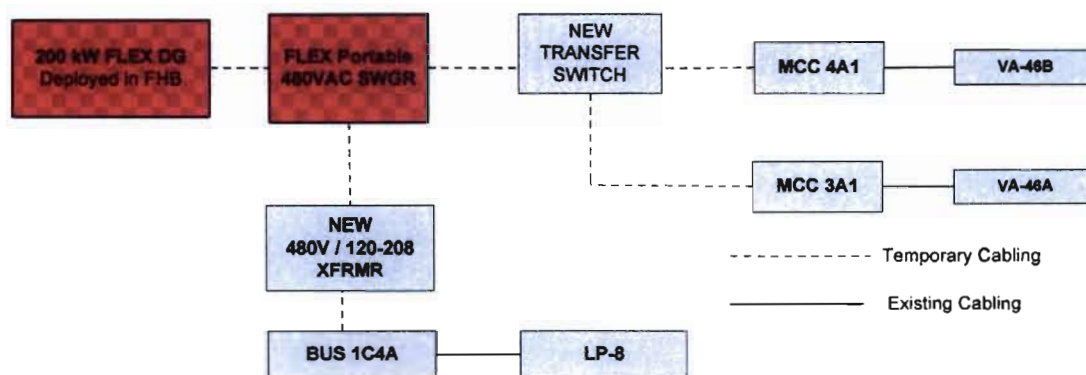 200 kW FLEX DG
Deployed in FHB
FLEX Portable
480VAC SWGR
NEW
TRANSFER
SWITCH
MCC 4A1
VA-46B
MCC 3A1
VA-46A
NEW
480V / 120-208
XFRMR
Temporary Cabling
Existing Cabling
BUS 1C4A
LP-8